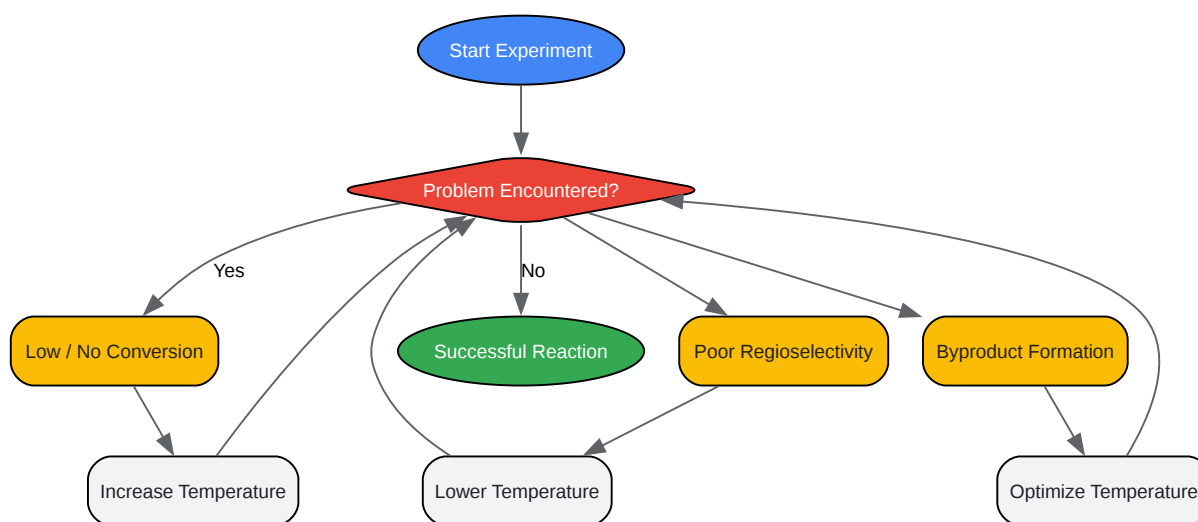 Start Experiment
Problem Encountered?
Yes
No
Low / No Conversion
Successful Reaction
Poor Regioselectivity
Byproduct Formation
Increase Temperature
Lower Temperature
Optimize Temperature